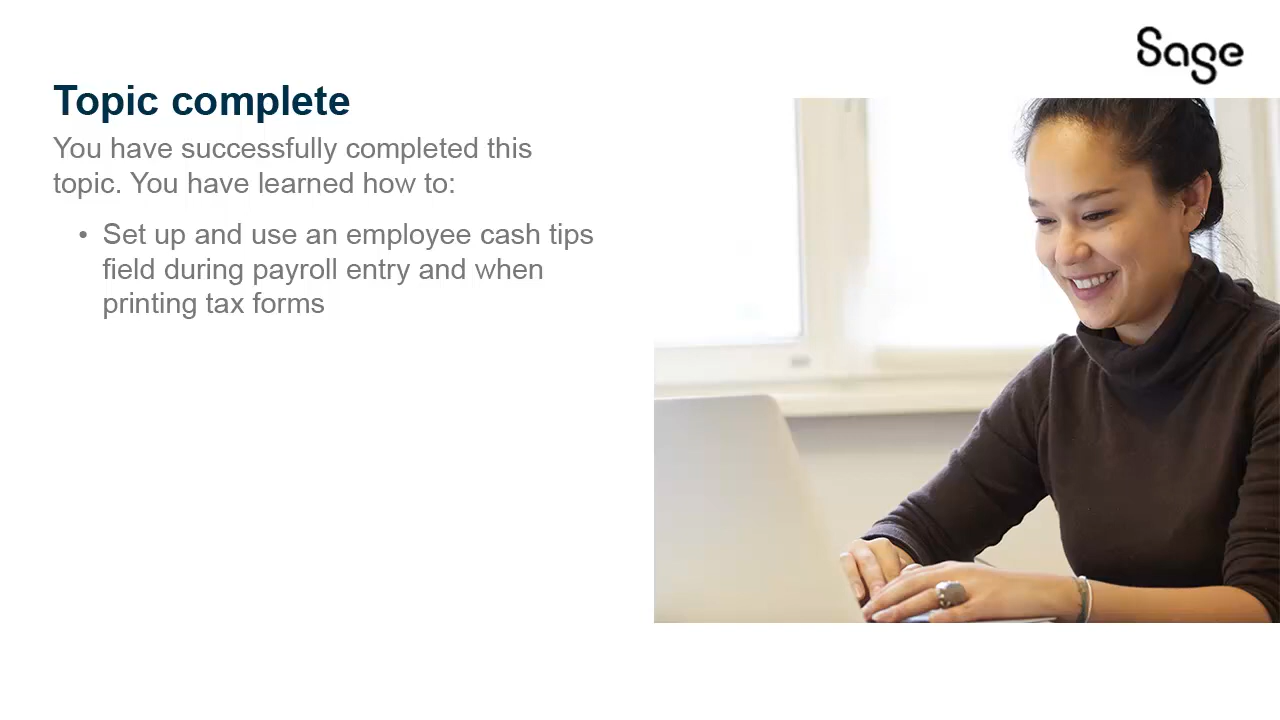 Sage
Topic complete
You have successfully completed this
topic. You have learned how to:
• Set up and use an employee cash tips
field during payroll entry and when
printing tax forms